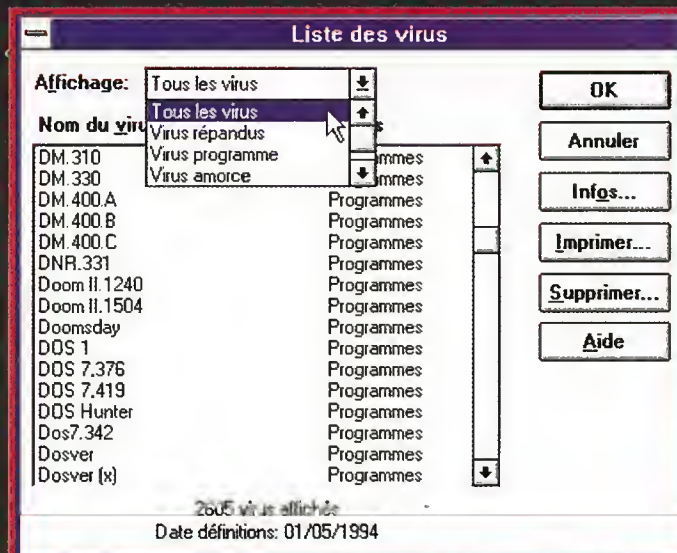 Liste des virus
Affichage: Tous les virus
Tous les virus
Virus répandus
Virus programme
Virus amorce
Nom du
DM.310
DM.330
DM.400.A Programmes
DM.400.B Programmes
DM.400.C Programmes
DNR.331 Programmes
Doom II.1240 Programmes
Doom II.1504 Programmes
Doomsday Programmes
DOS 1 Programmes
DOS 7.376 Programmes
DOS 7.419 Programmes
DOS Hunter Programmes
Dos7.342 Programmes
Dosver Programmes
Dosver (x) Programmes
2605 virus affichés
Date définitions: 01/05/1994
OK
Annuler
Infos...
Imprimer...
Supprimer...
Aide